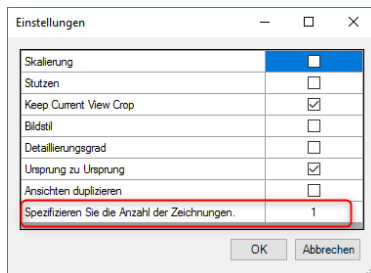 Einstellungen
Skalierung
Stutzen
Keep Current View Crop
Bildstil
Detaillierungsgrad
Ursprung zu Ursprung
Ansichten duplizieren
Spezifizieren Sie die Anzahl der Zeichnungen. 1
OK Abbrechen